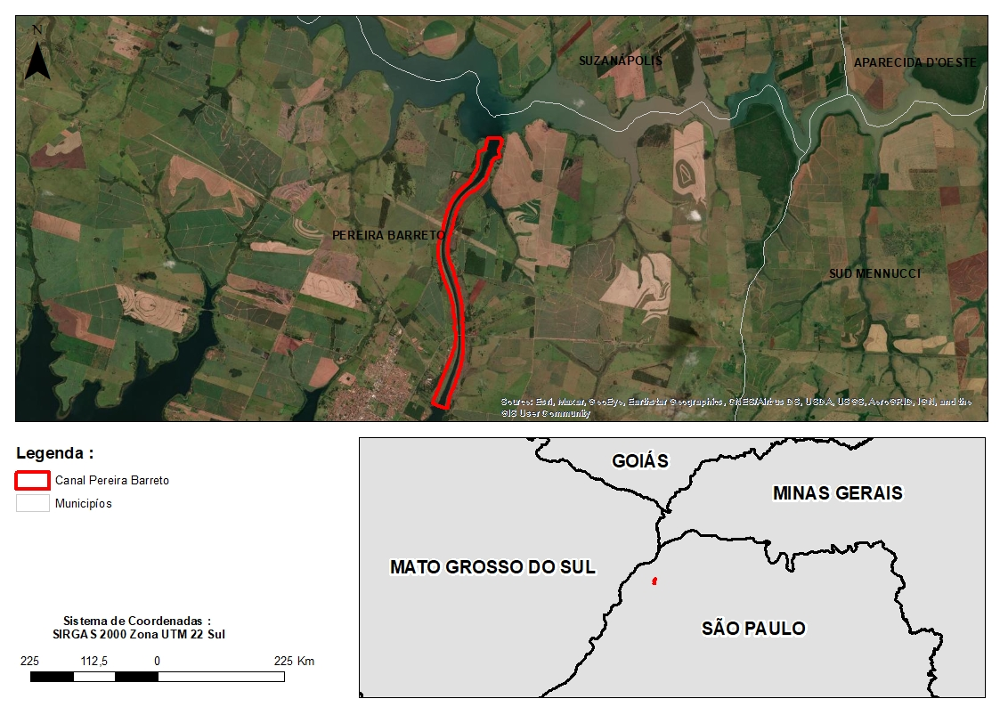 N
SUZANÁPOLIS
APARECIDA D'OESTE
PEREIRA BARRETO
SUD MENNUCCI
Source: Esri, Maxar, GeoEye, Earthstar Geographics, CNES/Airbus DS, USDA, USGS, AeroGRID, IGN, and the
GIS User Community
Legenda :
Canal Pereira Barreto
Municipíos
Sistema de Coordenadas :
SIRGAS 2000 Zona UTM 22 Sul
225 112,5 0 225 Km
GOIÁS
MINAS GERAIS
MATO GROSSO DO SUL
SÃO PAULO